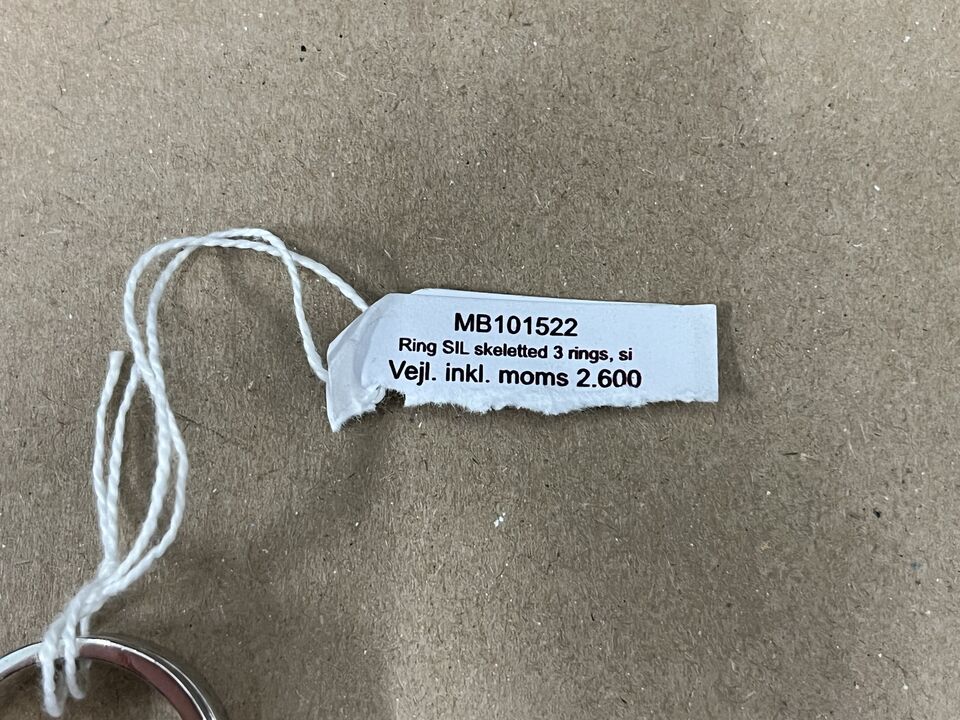 MB101522
Ring SIL skeletted 3 rings, si
Vejl. inkl. moms 2.600